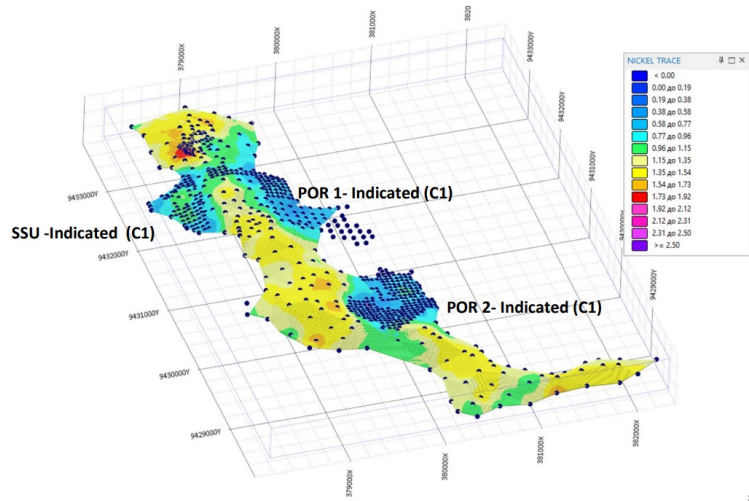 379000X
380000X
381000X
3820
9433000Y
9432000Y
9431000Y
9430000Y
9429000Y
NICKEL TRACE
< 0.00
0.00 до 0.19
0.19 до 0.38
0.38 до 0.58
0.58 до 0.77
0.77 до 0.96
0.96 до 1.15
1.15 до 1.35
1.35 до 1.54
1.54 до 1.73
1.73 до 1.92
1.92 до 2.12
2.12 до 2.31
2.31 до 2.50
>= 2.50
POR 1- Indicated (C1)
SSU -Indicated (C1)
POR 2- Indicated (C1)
9433000Y
9432000Y
9431000Y
9430000Y
9429000Y
379000X
380000X
381000X
382000X